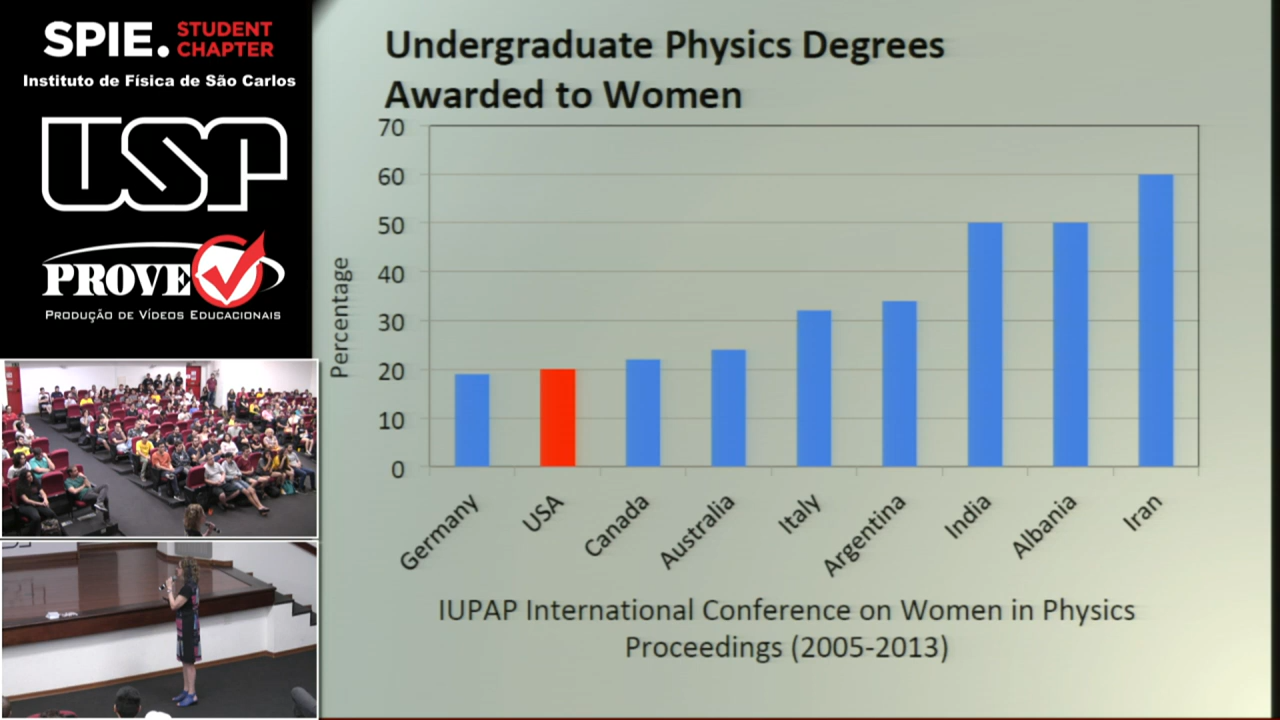 SPIE. STUDENT CHAPTER
Instituto de Física de São Carlos
USP
PROVE
PRODUÇÃO DE VÍDEOS EDUCACIONAIS
Undergraduate Physics Degrees
Awarded to Women
Percentage
70
60
50
40
30
20
10
0
Germany
USA
Canada
Australia
Italy
Argentina
India
Albania
Iran
IUPAP International Conference on Women in Physics
Proceedings (2005-2013)